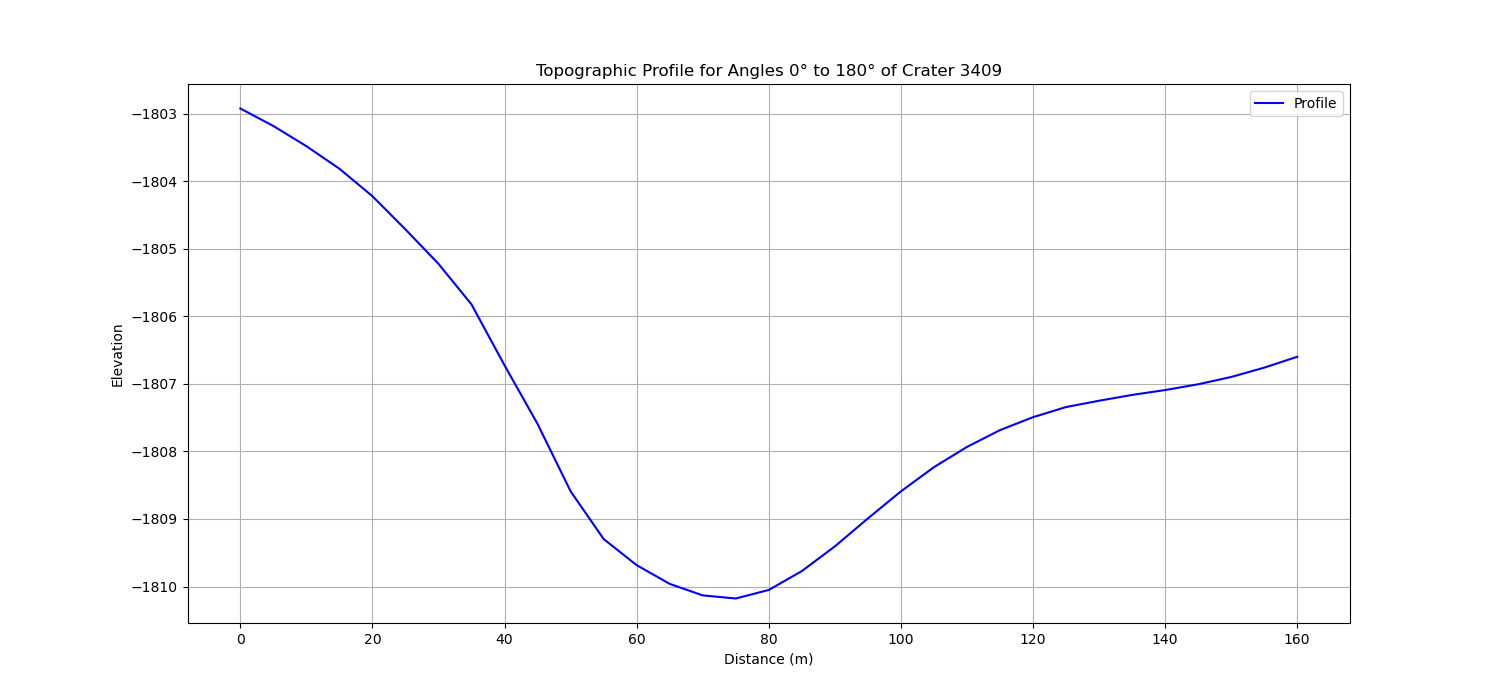 Topographic Profile for Angles 0° to 180° of Crater 3409
Profile
−1803
−1804
−1805
−1806
−1807
−1808
−1809
−1810
Elevation
0 20 40 60 80 100 120 140 160
Distance (m)